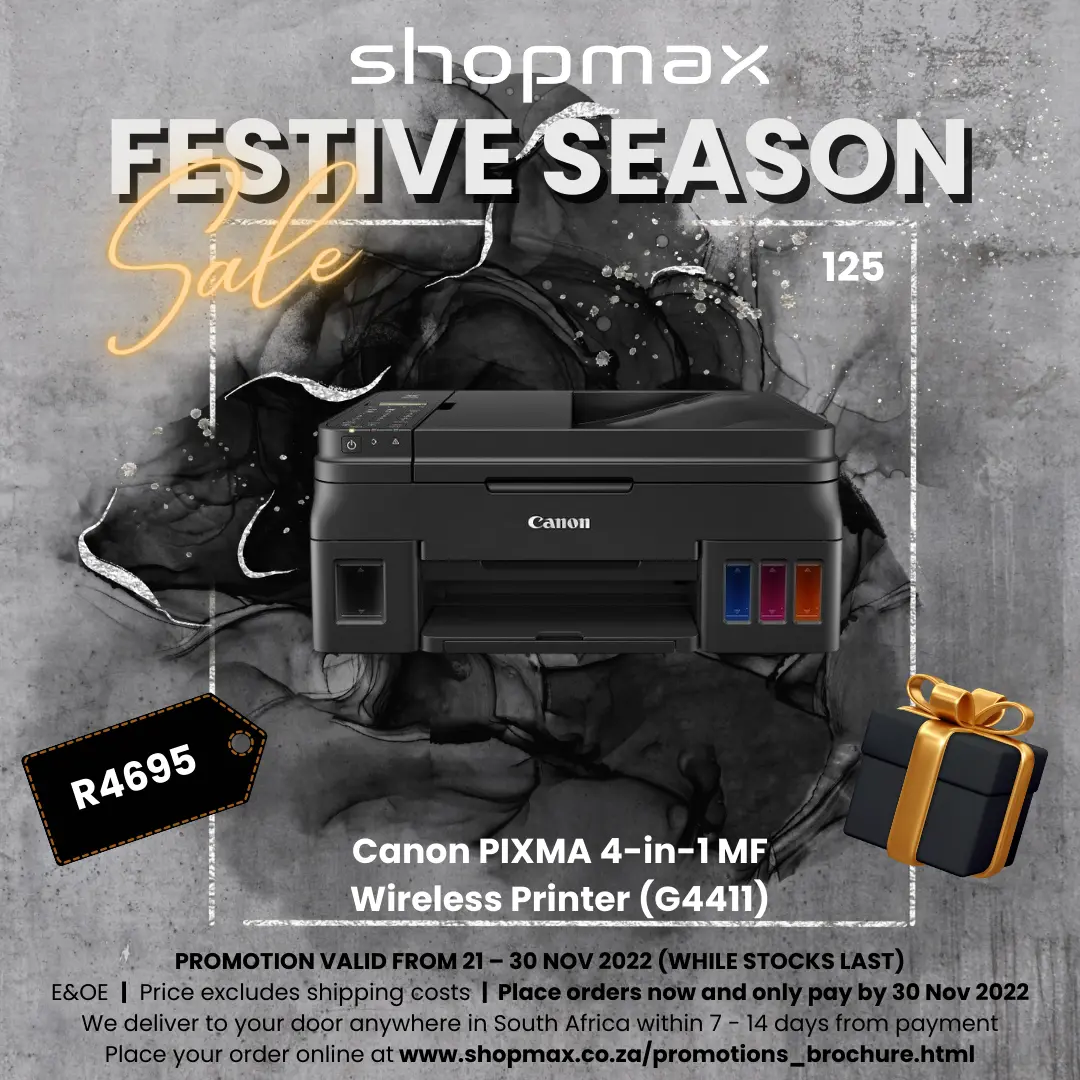 shopmax
FESTIVE SEASON
Sale
125
Canon
R4695
Canon PIXMA 4-in-1 MF
Wireless Printer (G4411)
PROMOTION VALID FROM 21 – 30 NOV 2022 (WHILE STOCKS LAST)
E&OE | Price excludes shipping costs | Place orders now and only pay by 30 Nov 2022
We deliver to your door anywhere in South Africa within 7 - 14 days from payment
Place your order online at www.shopmax.co.za/promotions_brochure.html